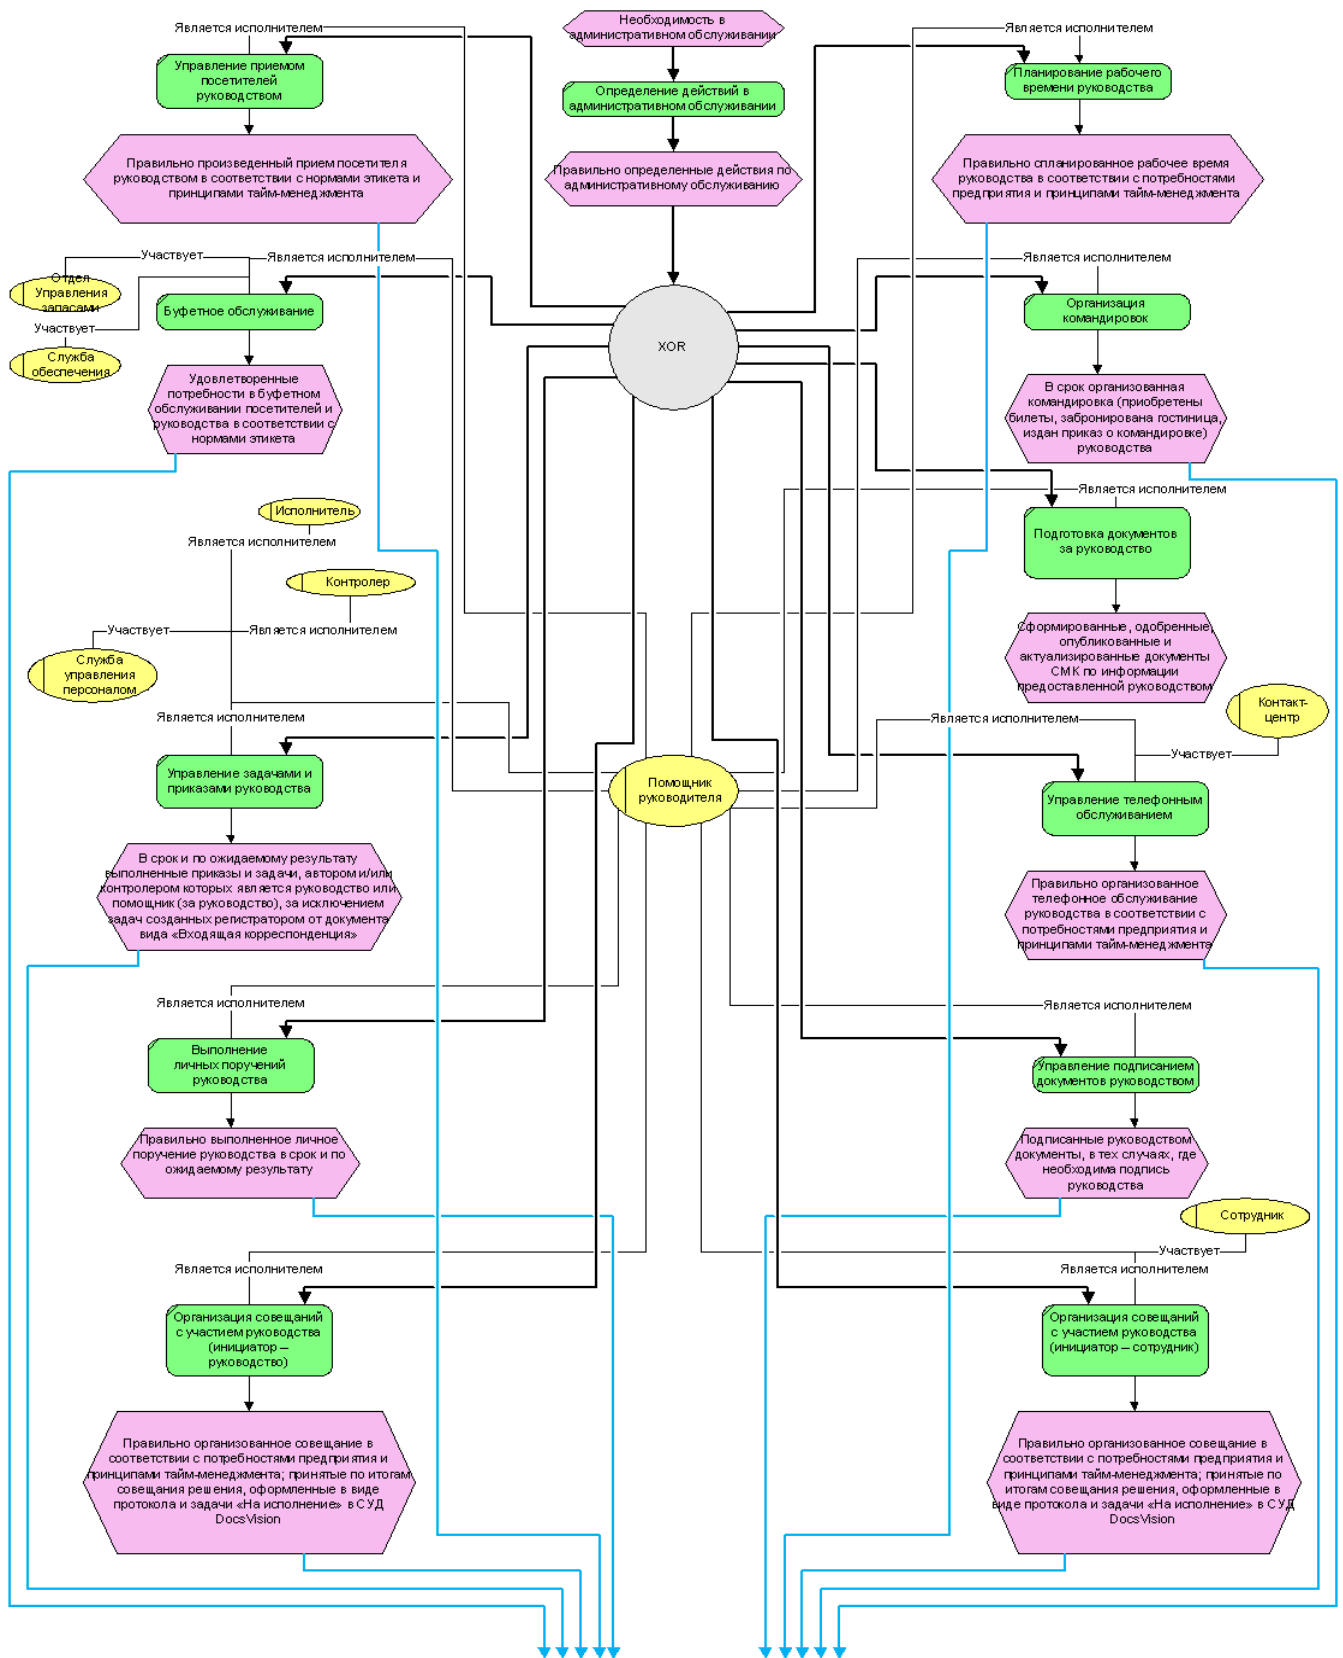 Необходимость в
административном обслуживании
Определение действий в
административном обслуживании
Правильно определенные действия по
административному обслуживанию
XOR
Является исполнителем
Управление приемом
посетителей
руководством
Правильно произведенный прием посетителя
руководством в соответствии с нормами этикета и
принципами тайм-менеджмента
Является исполнителем
Планирование рабочего
времени руководства
Правильно спланированное рабочее время
руководства в соответствии с потребностями
предприятия и принципами тайм-менеджмента
Участвует
Является исполнителем
Отдел
Управления
запасами
Участвует
Служба
обеспечения
Буфетное обслуживание
Удовлетворенные
потребности в буфетном
обслуживании посетителей и
руководства в соответствии с
нормами этикета
Является исполнителем
Организация
командировок
В срок организованная
командировка (приобретены
билеты, забронирована гостиница,
издан приказ о командировке)
руководства
Является исполнителем
Подготовка документов
за руководство
Сформированные, одобренные,
опубликованные и
актуализированные документы
СМК по информации
предоставленной руководством
Исполнитель
Является исполнителем
Контролер
Участвует
Является исполнителем
Служба
управления
персоналом
Является исполнителем
Управление задачами и
приказами руководства
В срок и по ожидаемому результату
выполненные приказы и задачи, автором и/или
контролером которых является руководство или
помощник (за руководство), за исключением
задач созданных регистратором от документа
вида «Входящая корреспонденция»
Помощник
руководителя
Контакт-
центр
Является исполнителем
Участвует
Управление телефонным
обслуживанием
Правильно организованное
телефонное обслуживание
руководства в соответствии с
потребностями предприятия и
принципами тайм-менеджмента
Является исполнителем
Выполнение
личных поручений
руководства
Правильно выполненное личное
поручение руководства в срок и по
ожидаемому результату
Является исполнителем
Управление подписанием
документов руководством
Подписанные руководством
документы, в тех случаях, где
необходима подпись
руководства
Сотрудник
Участвует
Является исполнителем
Организация совещаний
с участием руководства
(инициатор –
руководство)
Правильно организованное совещание в
соответствии с потребностями предприятия и
принципами тайм-менеджмента; принятые по итогам
совещания решения, оформленные в виде
протокола и задачи «На исполнение» в СУД
DocsVision
Является исполнителем
Организация совещаний
с участием руководства
(инициатор – сотрудник)
Правильно организованное совещание в
соответствии с потребностями предприятия и
принципами тайм-менеджмента; принятые по
итогам совещания решения, оформленные в
виде протокола и задачи «На исполнение» в СУД
DocsVision